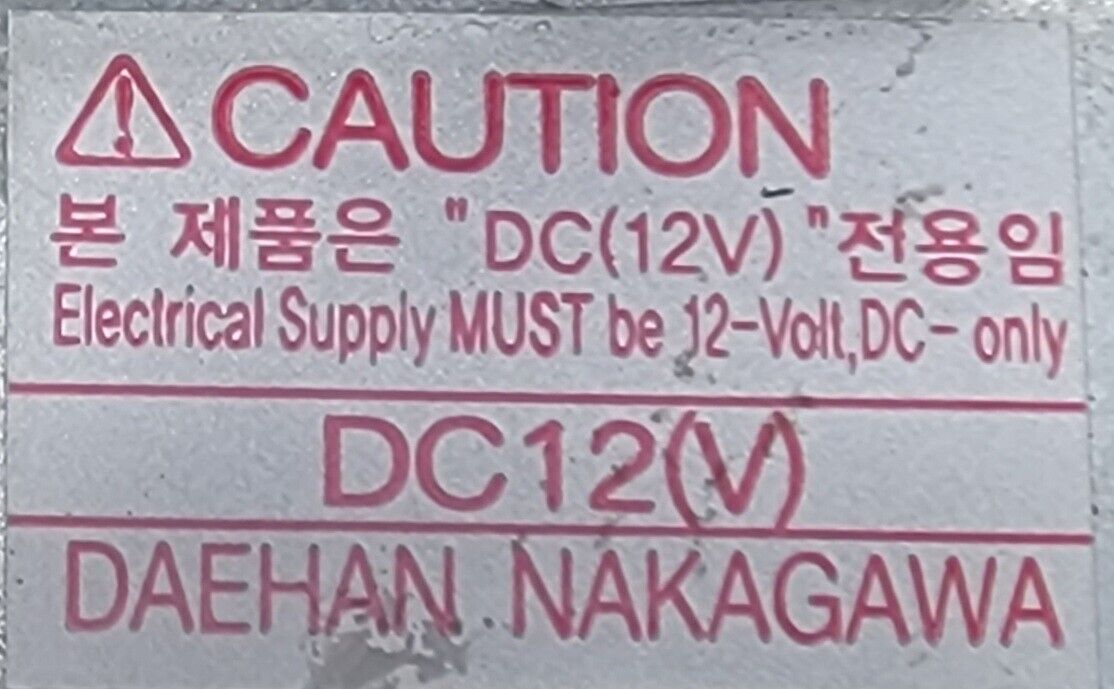 CAUTION
본 제품은 "DC(12V)"전용임
Electrical Supply MUST be 12-Volt,DC- only
DC12(V)
DAEHAN NAKAGAWA